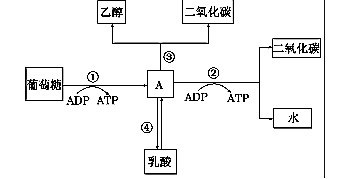 乙醇 二氧化碳
③
二氧化碳
葡萄糖 ① A ②
ADP ATP ADP ATP
水
④
乳酸